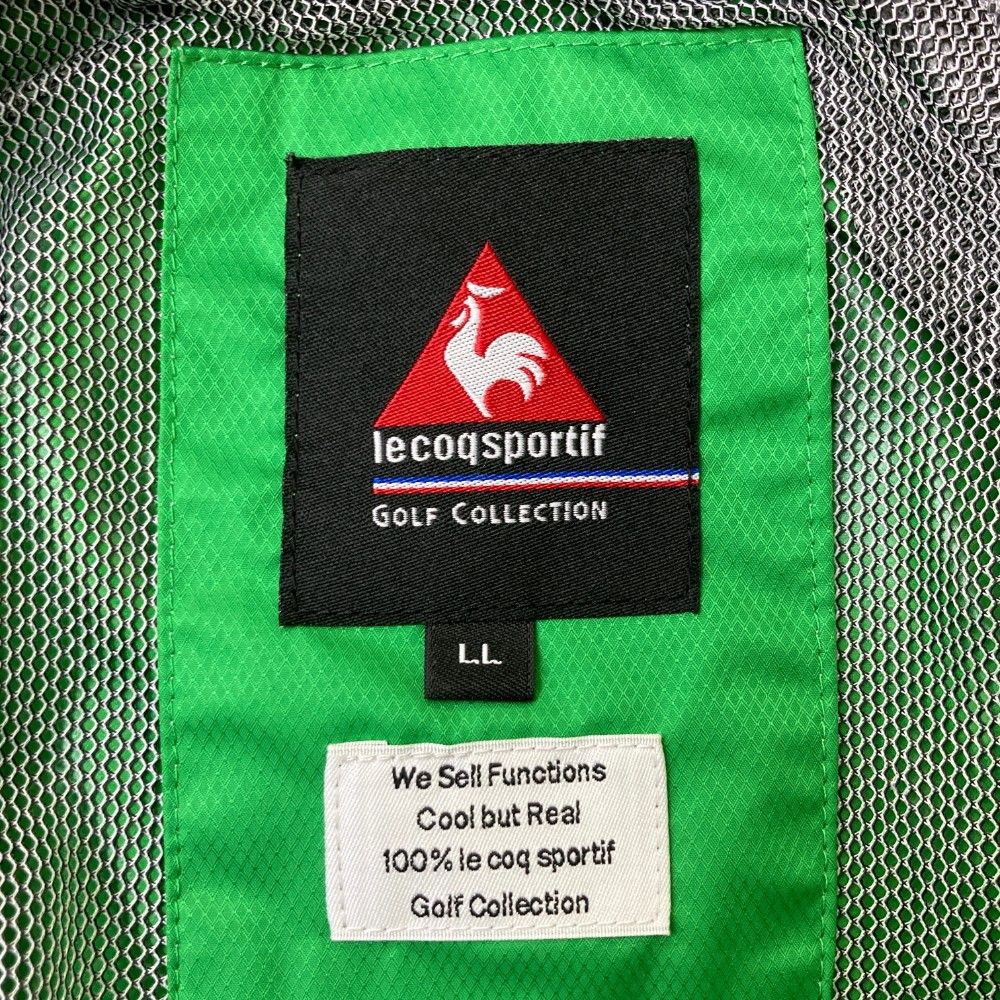 lecoqsportif
GOLF COLLECTION
LL
We Sell Functions
Cool but Real
100% le coq sportif
Golf Collection